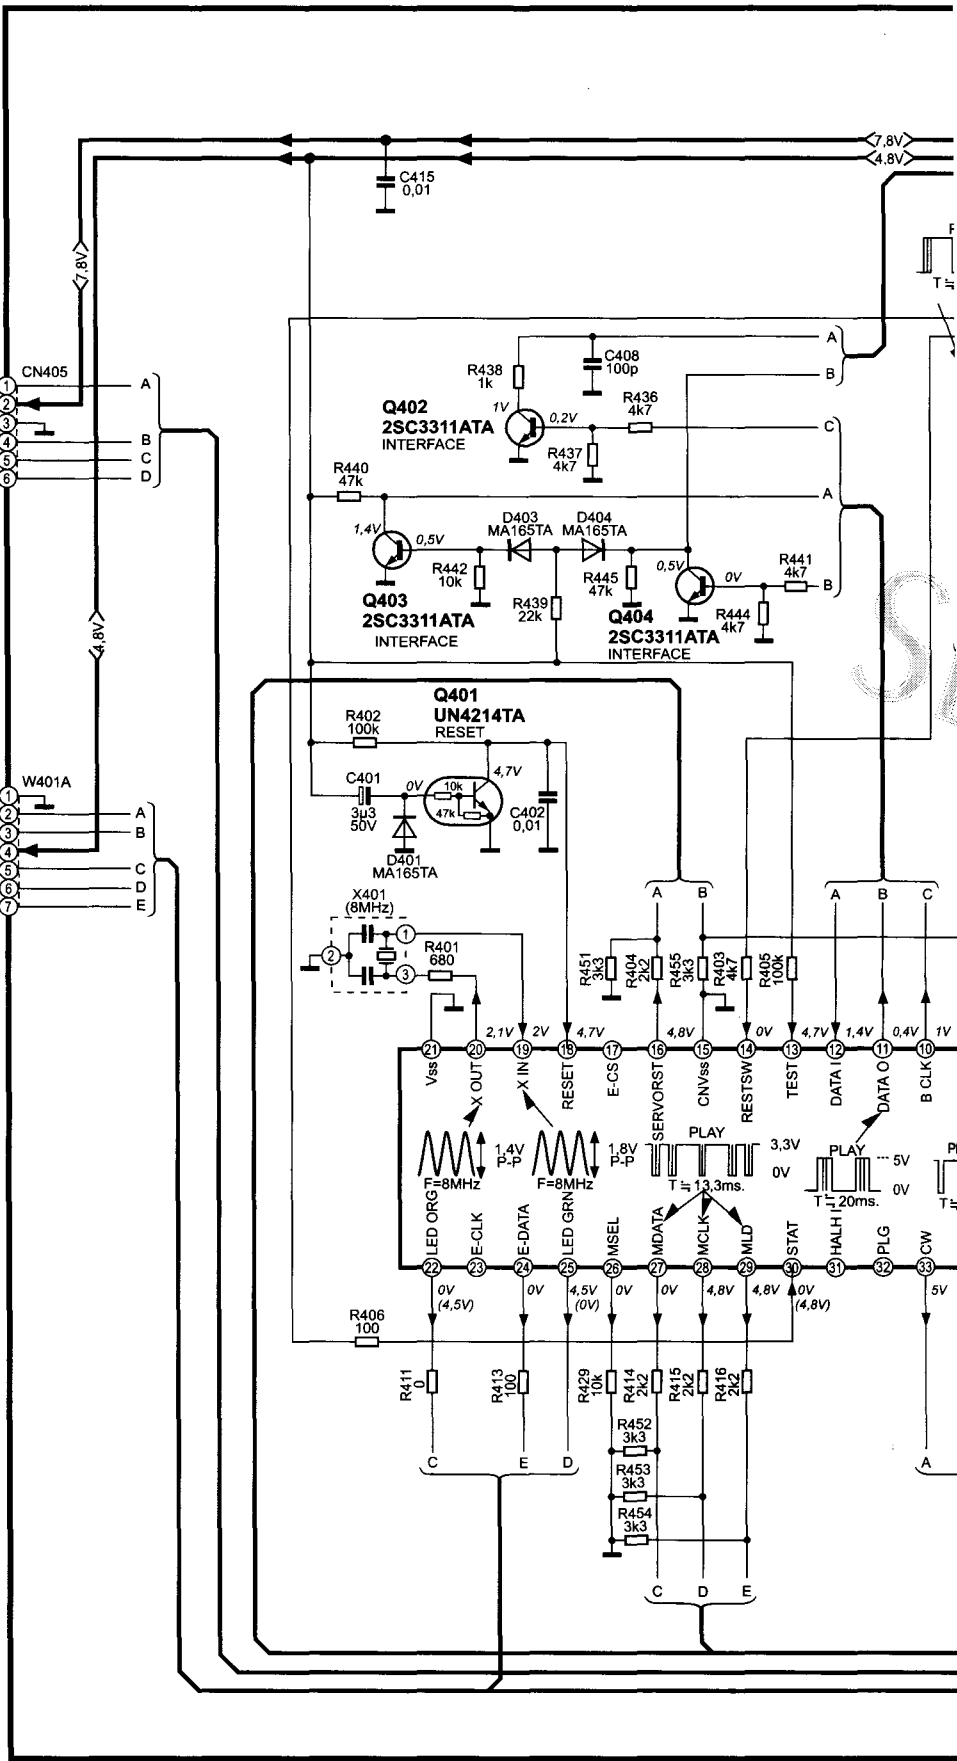 7,8V
4,8V
C415
0,01
7,8V
T≒
A
CN405
R438
1k
C408
100p
1
A
B
2
1V
R436
4k7
Q402
2SC3311ATA
INTERFACE
0,2V
C
3
4
B
R437
4k7
5
C
6
D
R440
47k
A
D403
MA165TA
D404
MA165TA
1,4V
0,5V
R442
10k
R445
47k
0,5V
0V
R441
4k7
B
Q403
2SC3311ATA
INTERFACE
R439
22k
Q404
2SC3311ATA
INTERFACE
R444
4k7
4,8V
Q401
UN4214TA
RESET
R402
100k
4,7V
W401A
C401
3µ3
50V
0V
10k
47k
C402
0,01
1
2
A
3
B
4
5
C
6
D
7
E
D401
MA165TA
X401
(8MHz)
A
B
A
B
C
1
2
3
R401
680
R451
3k3
R404
2k2
R455
3k3
R403
4k7
R405
100k
2,1V
2V
4,7V
4,8V
0V
4,7V
1,4V
0,4V
1V
21
20
19
18
17
16
15
14
13
12
11
10
Vss
X OUT
X IN
RESET
E-CS
SERVORST
CNVss
RESTSW
TEST
DATA I
DATA O
B CLK
1,4V
P-P
F=8MHz
1,8V
P-P
F=8MHz
PLAY
3,3V
0V
T≒13,3ms.
PLAY
5V
0V
T≒20ms.
LED ORG
E-CLK
E-DATA
LED GRN
MSEL
MDATA
MCLK
MLD
STAT
HALH I
PLG
CW
22
23
24
25
26
27
28
29
30
31
32
33
0V
(4,5V)
0V
4,5V
(0V)
0V
0V
4,8V
4,8V
0V
(4,8V)
5V
R406
100
R411
0
R413
100
R429
10k
R414
2k2
R415
2k2
R416
2k2
R452
3k3
C
E
D
A
R453
3k3
R454
3k3
C
D
E